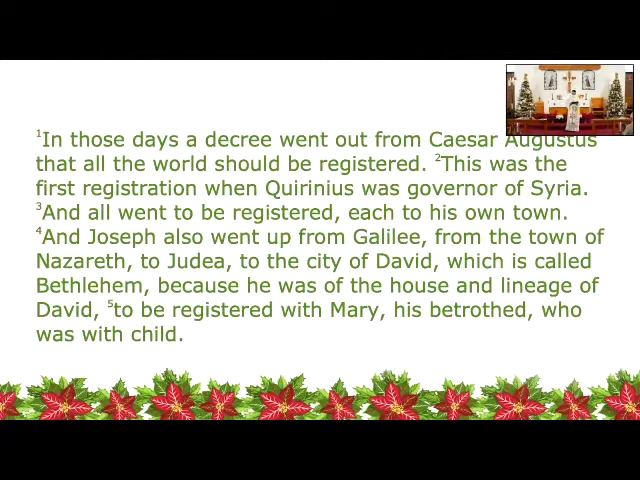 ¹In those days a decree went out from Caesar Augustus
that all the world should be registered. ²This was the
first registration when Quirinius was governor of Syria.
³And all went to be registered, each to his own town.
⁴And Joseph also went up from Galilee, from the town of
Nazareth, to Judea, to the city of David, which is called
Bethlehem, because he was of the house and lineage of
David, ⁵to be registered with Mary, his betrothed, who
was with child.